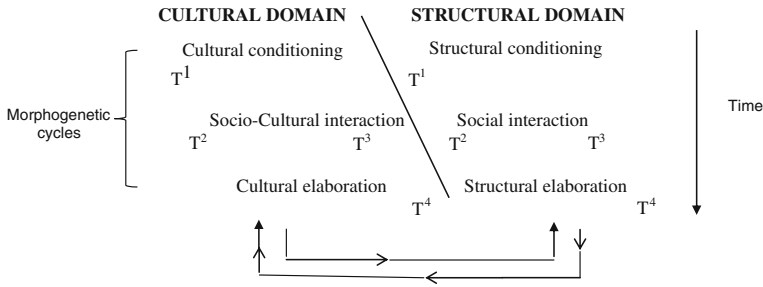 CULTURAL DOMAIN STRUCTURAL DOMAIN
Cultural conditioning Structural conditioning
T1 T1
Morphogenetic cycles
Socio-Cultural interaction Social interaction
T2 T3 T2 T3
Time
Cultural elaboration Structural elaboration
T4 T4